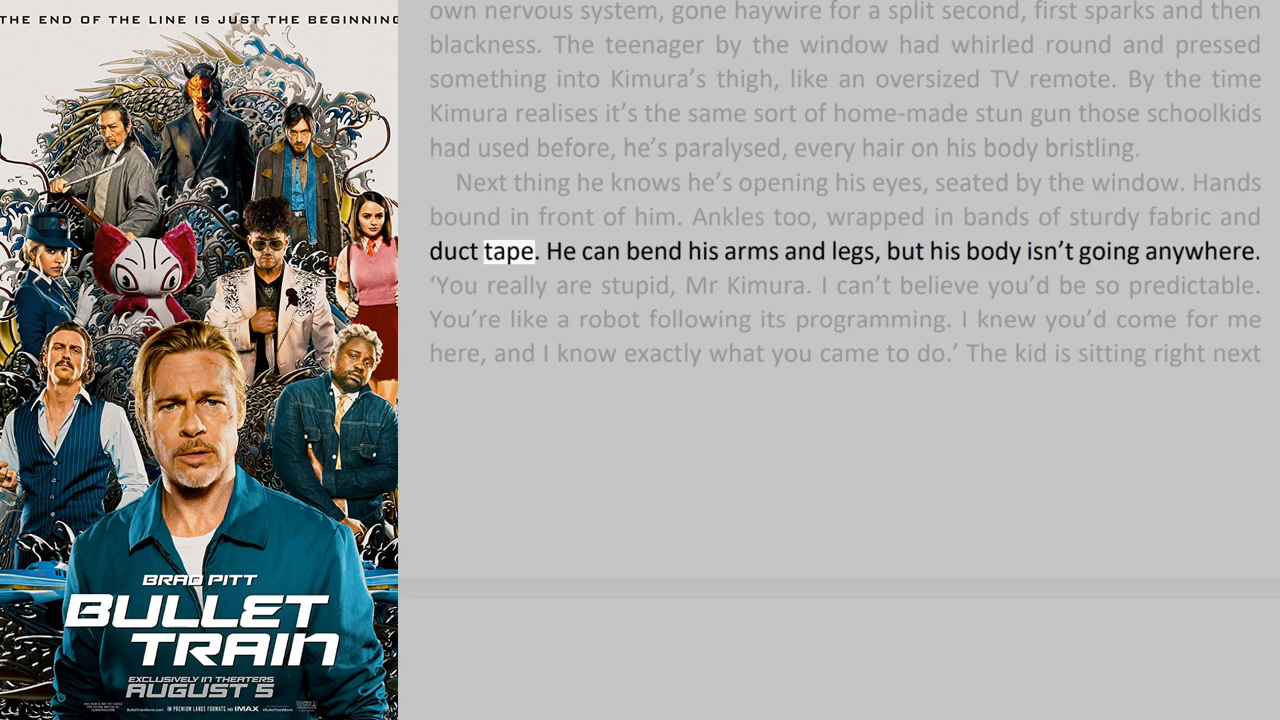 THE END OF THE LINE IS JUST THE BEGINNING
BRAD PITT
BULLET
TRAIN
EXCLUSIVELY IN THEATERS
AUGUST 5
BulletTrainMovie.com
IN PREMIUM LARGE FORMATS AND IMAX
#BulletTrainMovie
own nervous system, gone haywire for a split second, first sparks and then
blackness. The teenager by the window had whirled round and pressed
something into Kimura’s thigh, like an oversized TV remote. By the time
Kimura realises it’s the same sort of home-made stun gun those schoolkids
had used before, he’s paralysed, every hair on his body bristling.
Next thing he knows he’s opening his eyes, seated by the window. Hands
bound in front of him. Ankles too, wrapped in bands of sturdy fabric and
duct tape. He can bend his arms and legs, but his body isn’t going anywhere.
‘You really are stupid, Mr Kimura. I can’t believe you’d be so predictable.
You’re like a robot following its programming. I knew you’d come for me
here, and I know exactly what you came to do.’ The kid is sitting right next